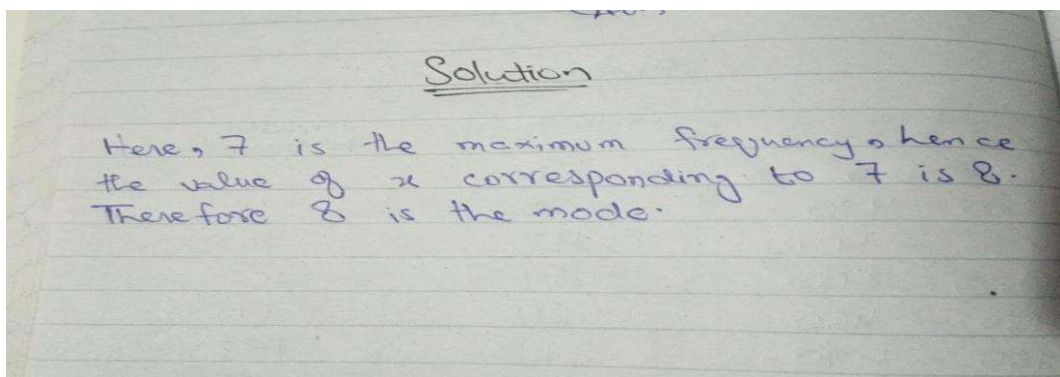 Solution
Here, 7 is the maximum frequency, hence
the value of x corresponding to 7 is 8.
Therefore 8 is the mode.